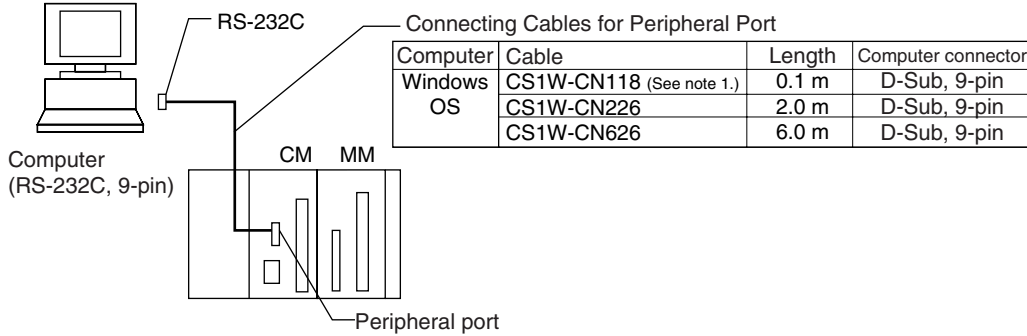 RS-232C
Connecting Cables for Peripheral Port
Computer Cable Length Computer connector
Windows OS CS1W-CN118 (See note 1.) 0.1 m D-Sub, 9-pin
CS1W-CN226 2.0 m D-Sub, 9-pin
CS1W-CN626 6.0 m D-Sub, 9-pin
Computer
(RS-232C, 9-pin)
CM MM
Peripheral port